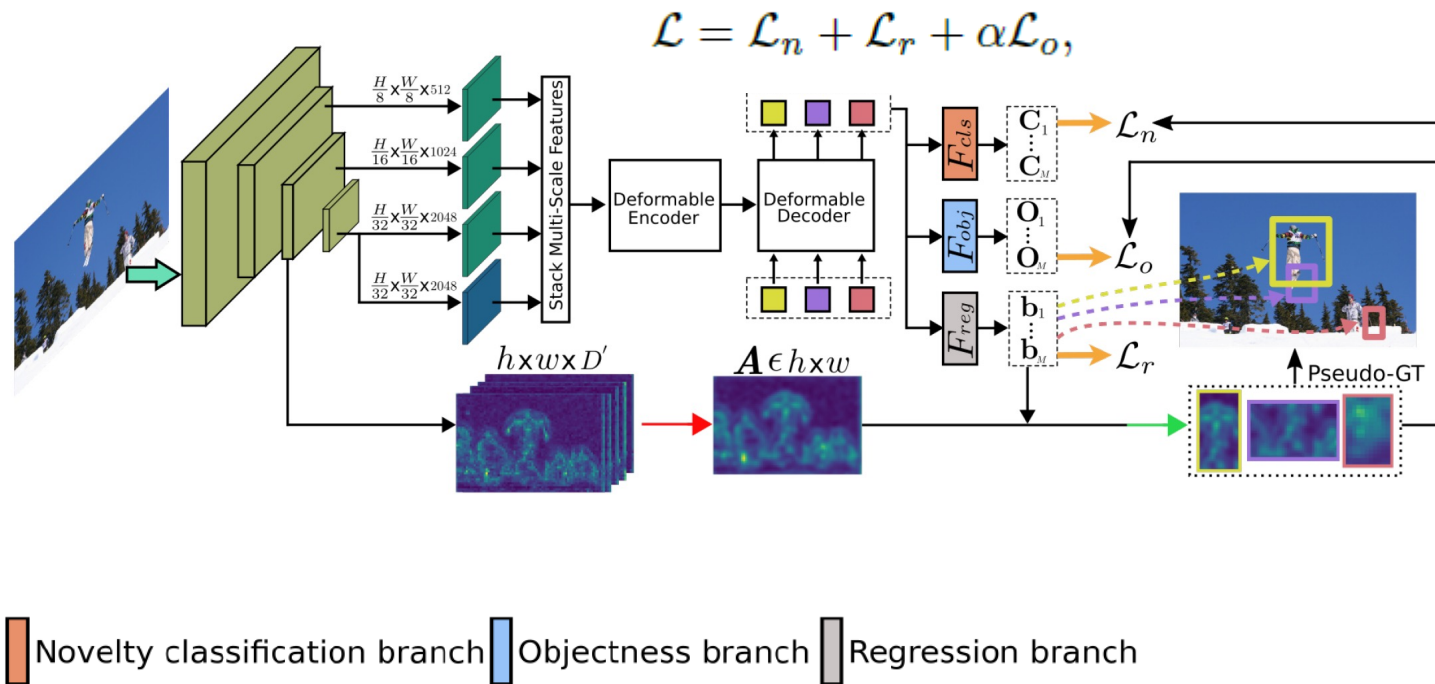 ℒ = ℒn + ℒr + αℒo,
H/8 x W/8 x512
H/16 x W/16 x1024
H/32 x W/32 x2048
H/32 x W/32 x2048
Stack Multi-Scale Features
Deformable
Encoder
Deformable
Decoder
Fcls
Fobj
Freg
C1
⋮
CM
O1
⋮
OM
b1
⋮
bM
ℒn
ℒo
ℒr
h x w x D′
A ϵ h x w
Pseudo-GT
Novelty classification branch
Objectness branch
Regression branch